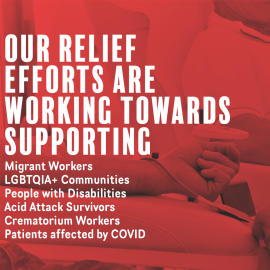 OUR RELIEF
EFFORTS ARE
WORKING TOWARDS
SUPPORTING
Migrant Workers
LGBTQIA+ Communities
People with Disabilities
Acid Attack Survivors
Crematorium Workers
Patients affected by COVID